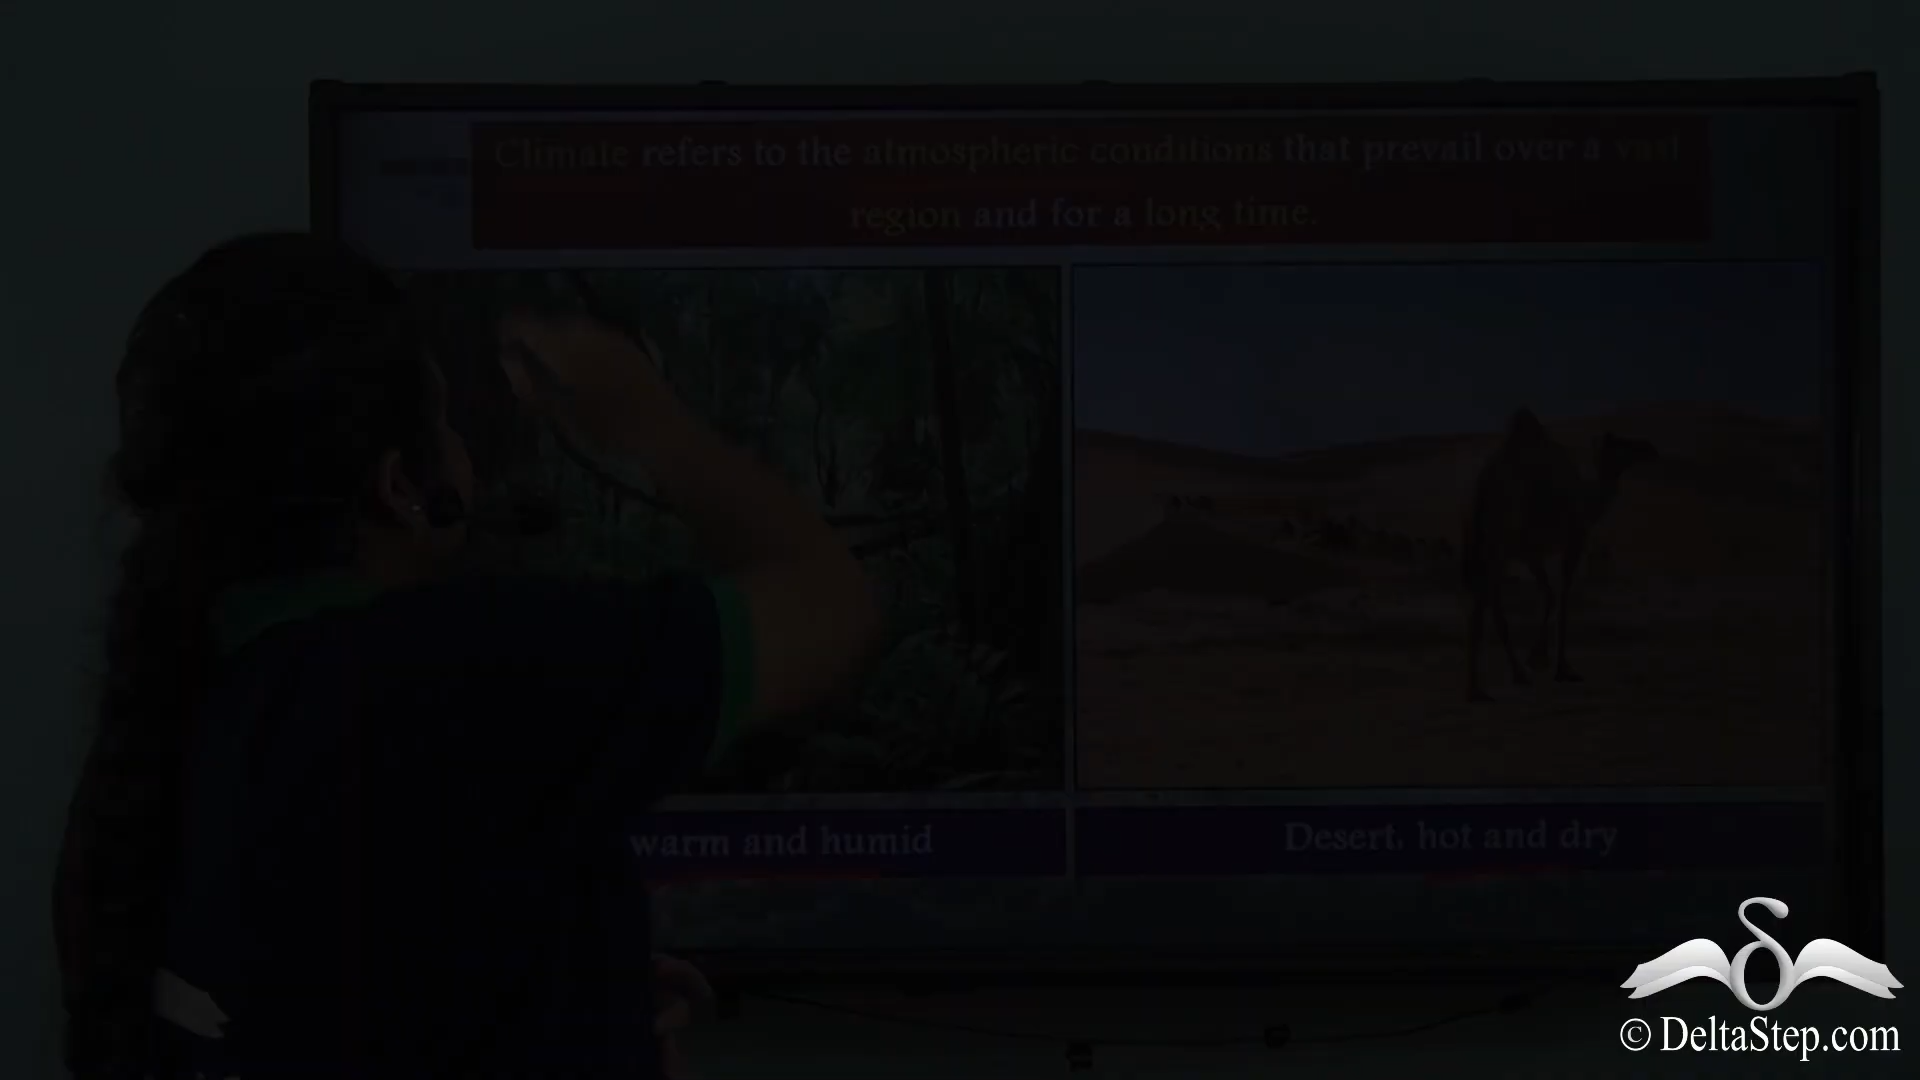 Climate refers to the atmospheric conditions that prevail over a vast
region and for a long time.
warm and humid
Desert, hot and dry
© DeltaStep.com